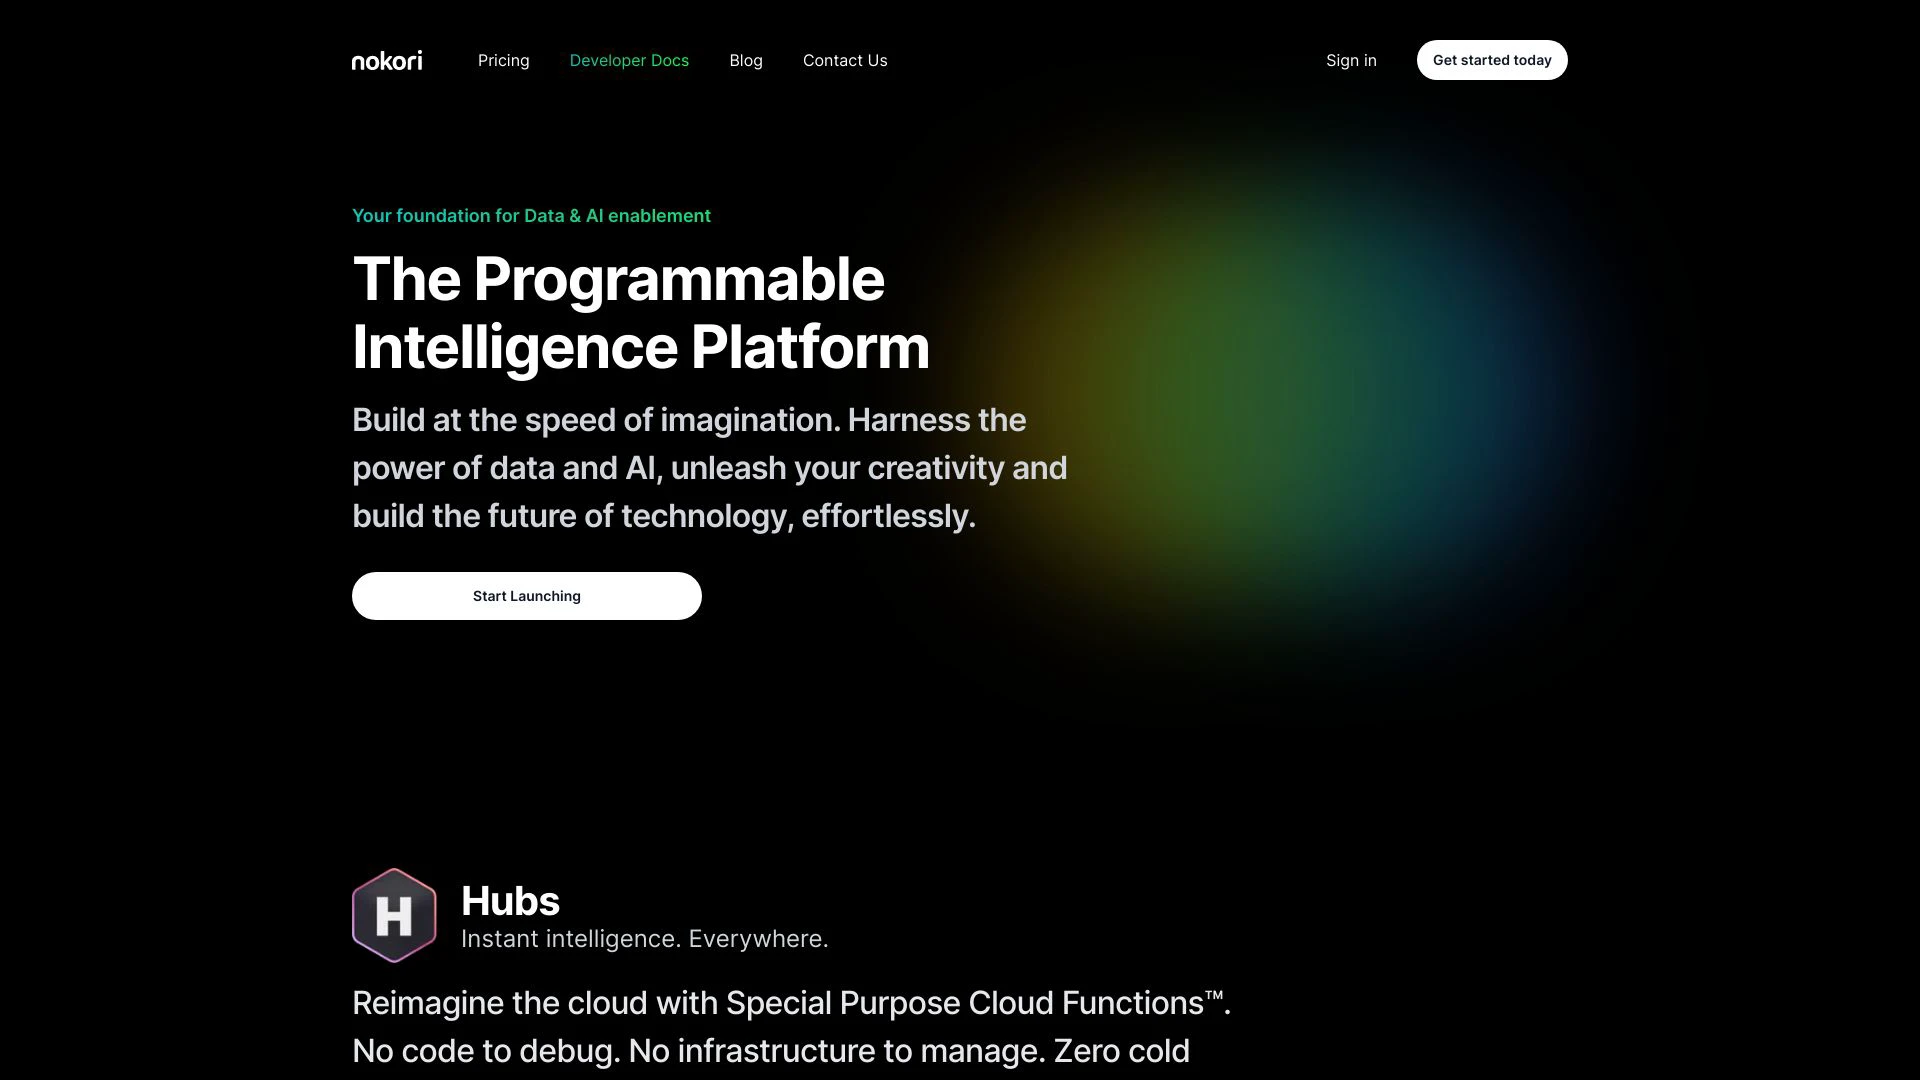 nokori
Pricing
Developer Docs
Blog
Contact Us
Sign in
Get started today
Your foundation for Data & AI enablement
The Programmable
Intelligence Platform
Build at the speed of imagination. Harness the
power of data and AI, unleash your creativity and
build the future of technology, effortlessly.
Start Launching
H
Hubs
Instant intelligence. Everywhere.
Reimagine the cloud with Special Purpose Cloud Functions™.
No code to debug. No infrastructure to manage. Zero cold